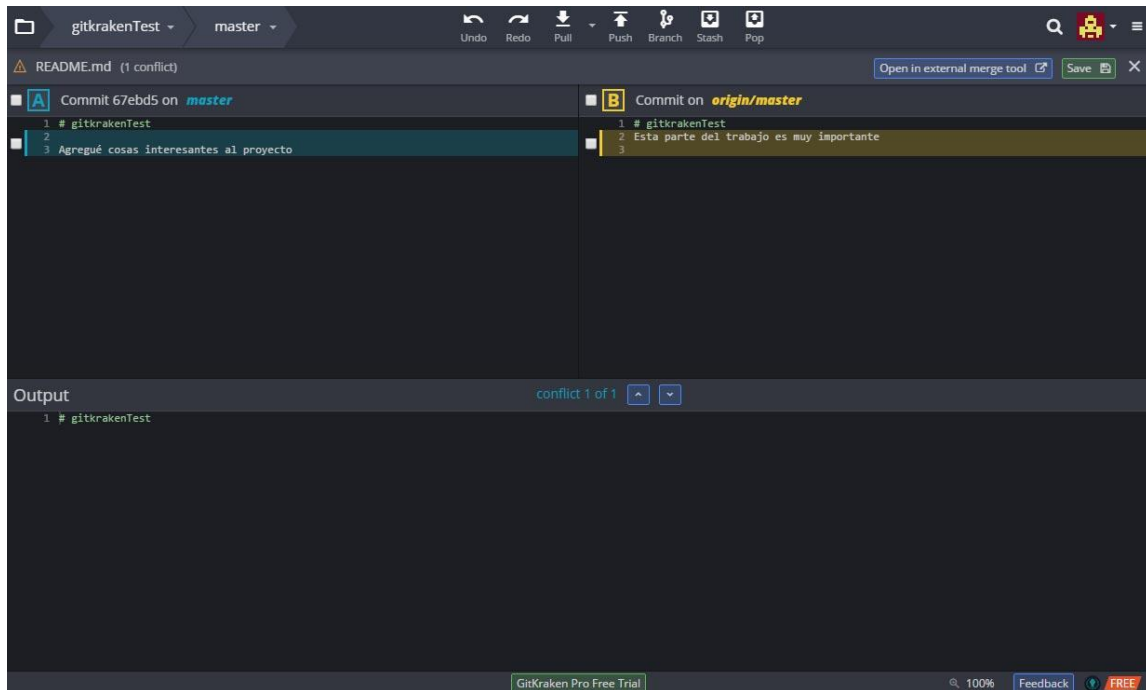 gitkrakenTest master
Undo Redo Pull Push Branch Stash Pop
README.md (1 conflict) Open in external merge tool Save
A Commit 67ebd5 on master
1 # gitkrakenTest
2
3 Agregué cosas interesantes al proyecto
B Commit on origin/master
1 # gitkrakenTest
2 Esta parte del trabajo es muy importante
3
Output conflict 1 of 1
1 # gitkrakenTest
GitKraken Pro Free Trial 100% Feedback FREE